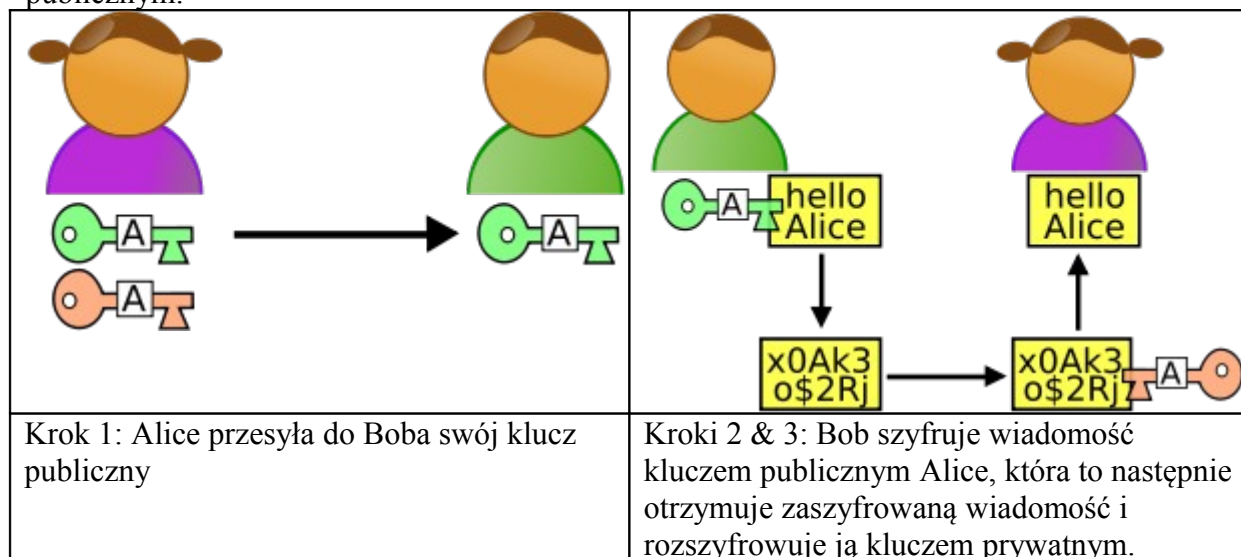 publicznym.
A
A
A
A
hello
Alice
x0Ak3
o$2Rj
hello
Alice
x0Ak3
o$2Rj
A
Krok 1: Alice przesyła do Boba swój klucz
publiczny
Kroki 2 & 3: Bob szyfruje wiadomość
kluczem publicznym Alice, która to następnie
otrzymuje zaszyfrowaną wiadomość i
rozszyfrowuje ją kluczem prywatnym.